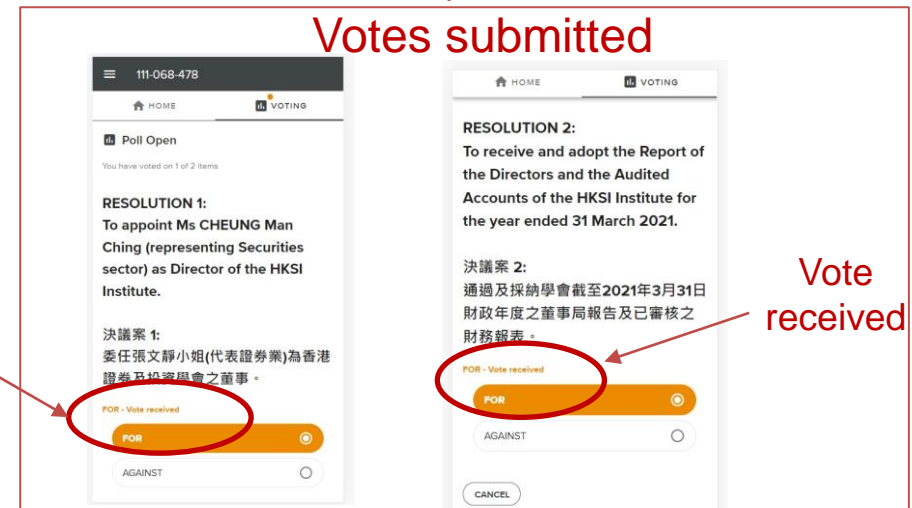 Votes submitted
111-068-478
HOME
VOTING
Poll Open
You have voted on 1 of 2 items
RESOLUTION 1:
To appoint Ms CHEUNG Man
Ching (representing Securities
sector) as Director of the HKSI
Institute.
決議案 1:
委任張文靜小姐(代表證券業)為香港
證券及投資學會之董事。
FOR - Vote received
FOR
AGAINST
HOME
VOTING
RESOLUTION 2:
To receive and adopt the Report of
the Directors and the Audited
Accounts of the HKSI Institute for
the year ended 31 March 2021.
決議案 2:
通過及採納學會截至2021年3月31日
財政年度之董事局報告及已審核之
財務報表。
FOR - Vote received
FOR
AGAINST
CANCEL
Vote
received